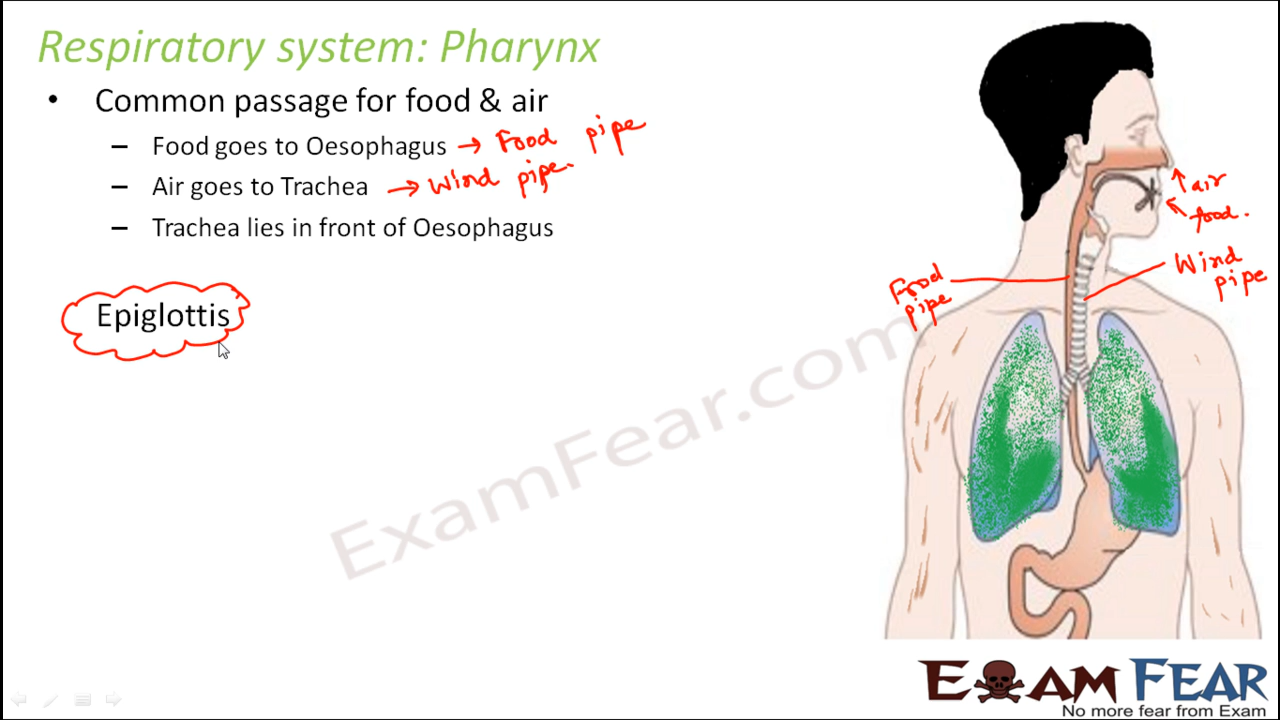 Respiratory system: Pharynx
• Common passage for food & air
– Food goes to Oesophagus → Food pipe
– Air goes to Trachea → Wind pipe
– Trachea lies in front of Oesophagus
Epiglottis
air
food.
Food
pipe
Wind
pipe
ExamFear.com
EXAM FEAR
No more fear from Exam